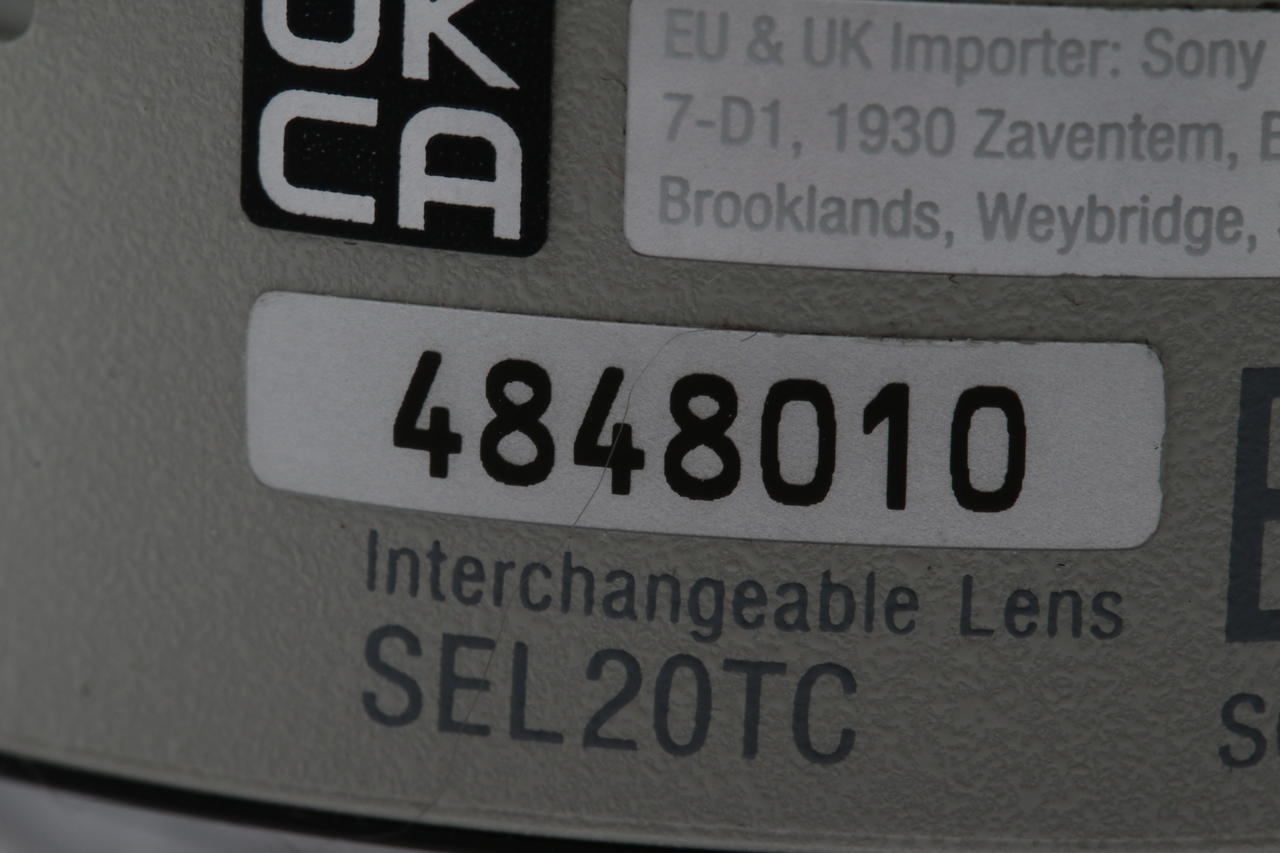 UK
CA
EU & UK Importer: Sony
7-D1, 1930 Zaventem,
Brooklands, Weybridge,
4848010
Interchangeable Lens
SEL20TC